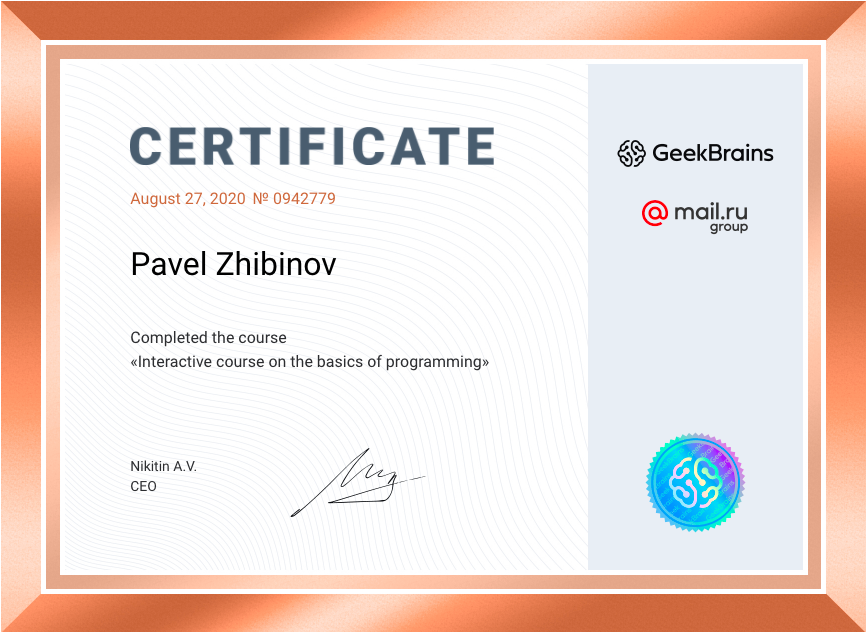 CERTIFICATE
August 27, 2020 № 0942779
Pavel Zhibinov
Completed the course
«Interactive course on the basics of programming»
Nikitin A.V.
CEO
GeekBrains
@mail.ru
group